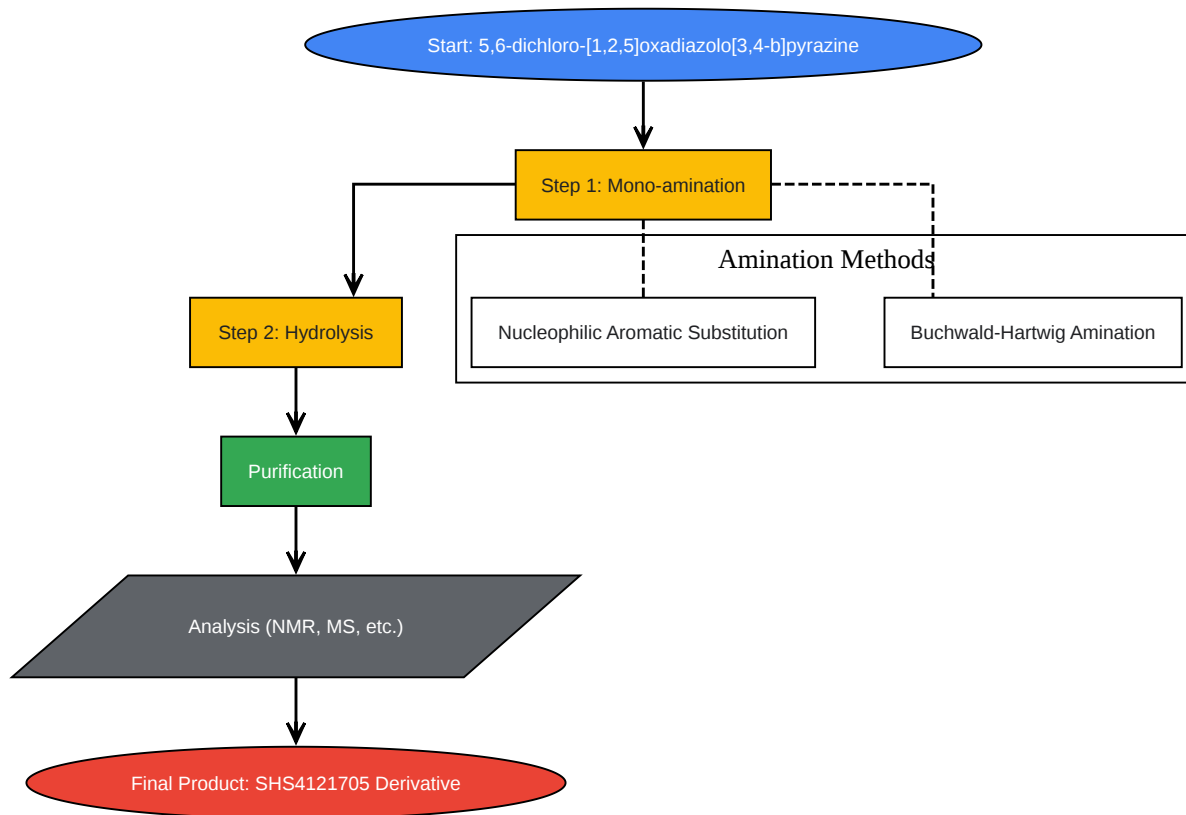 Start: 5,6-dichloro-[1,2,5]oxadiazolo[3,4-b]pyrazine
Step 1: Mono-amination
Amination Methods
Step 2: Hydrolysis
Nucleophilic Aromatic Substitution
Buchwald-Hartwig Amination
Purification
Analysis (NMR, MS, etc.)
Final Product: SHS4121705 Derivative